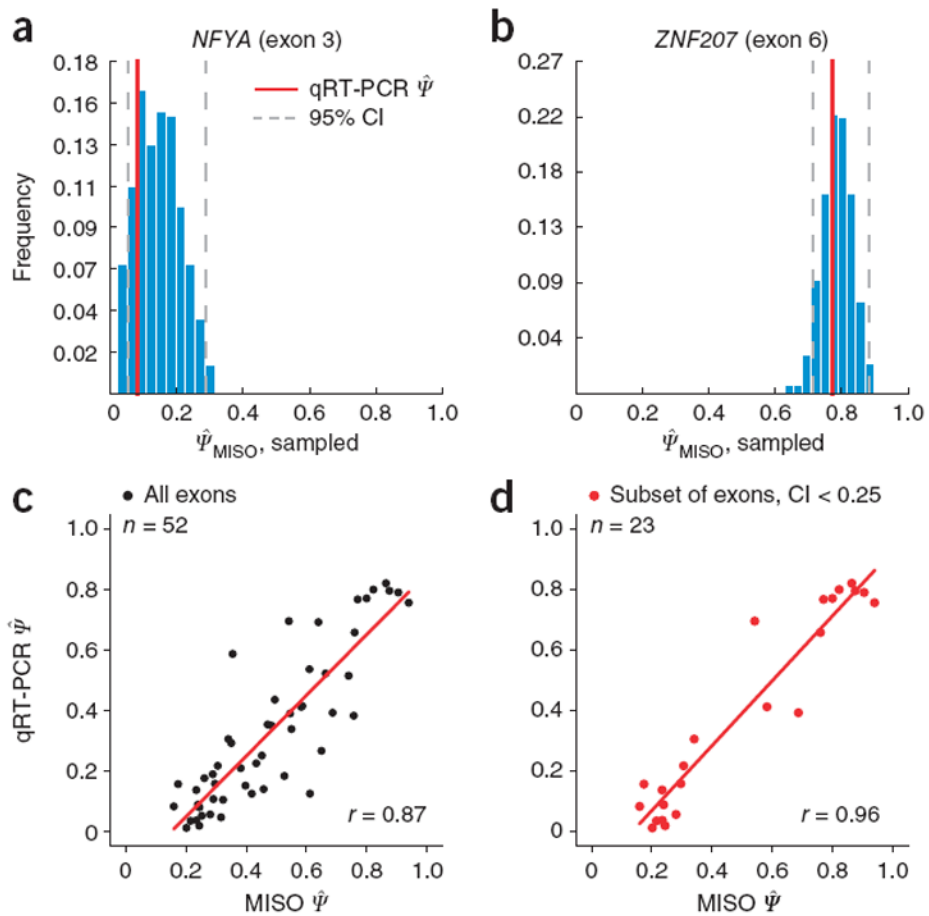 a
NFYA (exon 3)
0.18
0.16
0.13
0.11
0.09
0.07
0.04
0.02
Frequency
qRT-PCR Ψ̂
95% CI
0 0.2 0.4 0.6 0.8 1.0
Ψ̂MISO, sampled
b
ZNF207 (exon 6)
0.27
0.22
0.18
0.13
0.09
0.04
0 0.2 0.4 0.6 0.8 1.0
Ψ̂MISO, sampled
c
All exons
n = 52
1.0
0.8
0.6
0.4
0.2
0
qRT-PCR Ψ̂
r = 0.87
0 0.2 0.4 0.6 0.8 1.0
MISO Ψ̂
d
Subset of exons, CI < 0.25
n = 23
1.0
0.8
0.6
0.4
0.2
0
r = 0.96
0 0.2 0.4 0.6 0.8 1.0
MISO Ψ̂